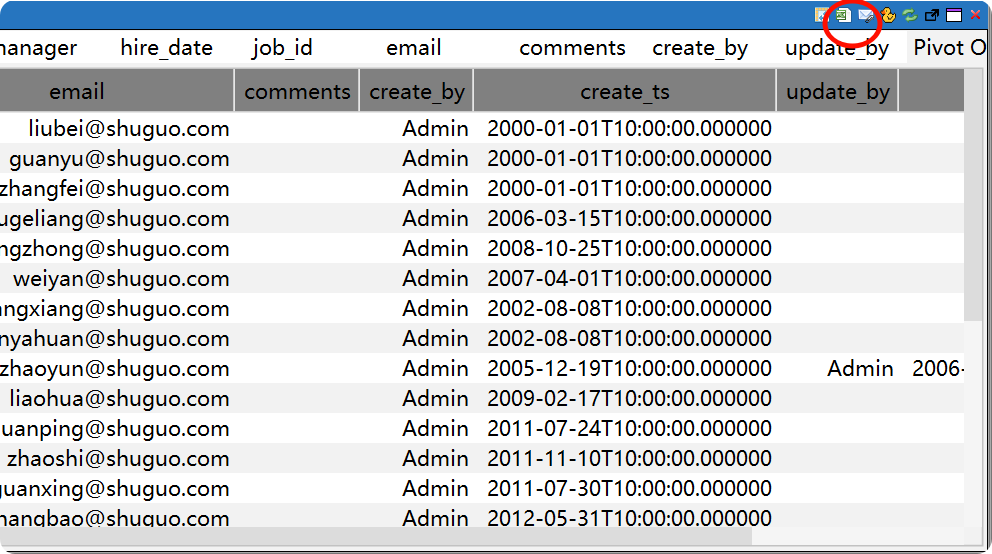 manager hire_date job_id email comments create_by update_by Pivot O
email comments create_by create_ts update_by
liubei@shuguo.com Admin 2000-01-01T10:00:00.000000
guanyu@shuguo.com Admin 2000-01-01T10:00:00.000000
zhangfei@shuguo.com Admin 2000-01-01T10:00:00.000000
ugeliang@shuguo.com Admin 2006-03-15T10:00:00.000000
ngzhong@shuguo.com Admin 2008-10-25T10:00:00.000000
weiyan@shuguo.com Admin 2007-04-01T10:00:00.000000
angxiang@shuguo.com Admin 2002-08-08T10:00:00.000000
nyahuan@shuguo.com Admin 2002-08-08T10:00:00.000000
zhaoyun@shuguo.com Admin 2005-12-19T10:00:00.000000 Admin 2006-
liaohua@shuguo.com Admin 2009-02-17T10:00:00.000000
uanping@shuguo.com Admin 2011-07-24T10:00:00.000000
zhaoshi@shuguo.com Admin 2011-11-10T10:00:00.000000
guanxing@shuguo.com Admin 2011-07-30T10:00:00.000000
hangbao@shuguo.com Admin 2012-05-31T10:00:00.000000